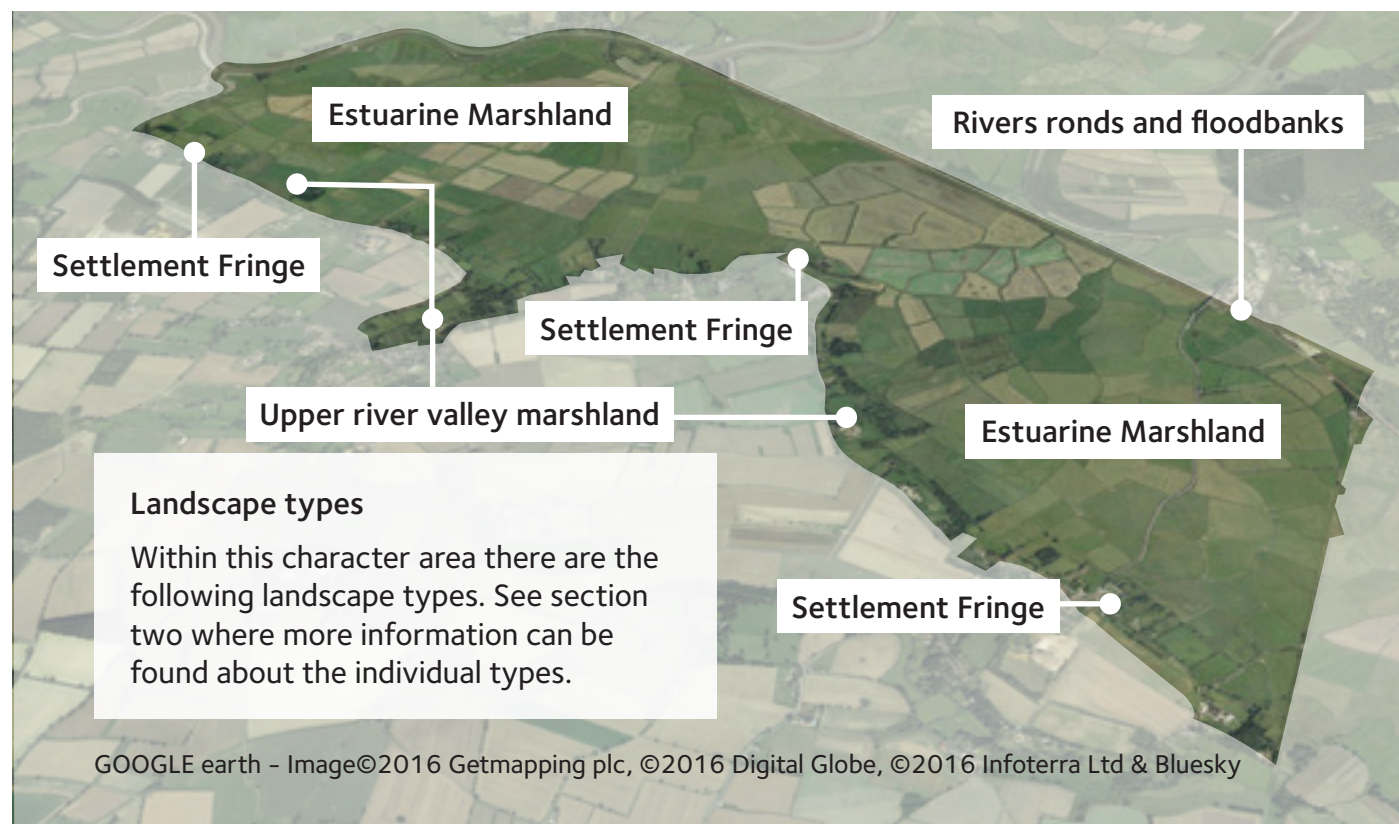 Estuarine Marshland
Rivers ronds and floodbanks
Settlement Fringe
Settlement Fringe
Upper river valley marshland
Estuarine Marshland
Landscape types
Within this character area there are the
following landscape types. See section
two where more information can be
found about the individual types.
Settlement Fringe
GOOGLE earth – Image©2016 Getmapping plc, ©2016 Digital Globe, ©2016 Infoterra Ltd & Bluesky